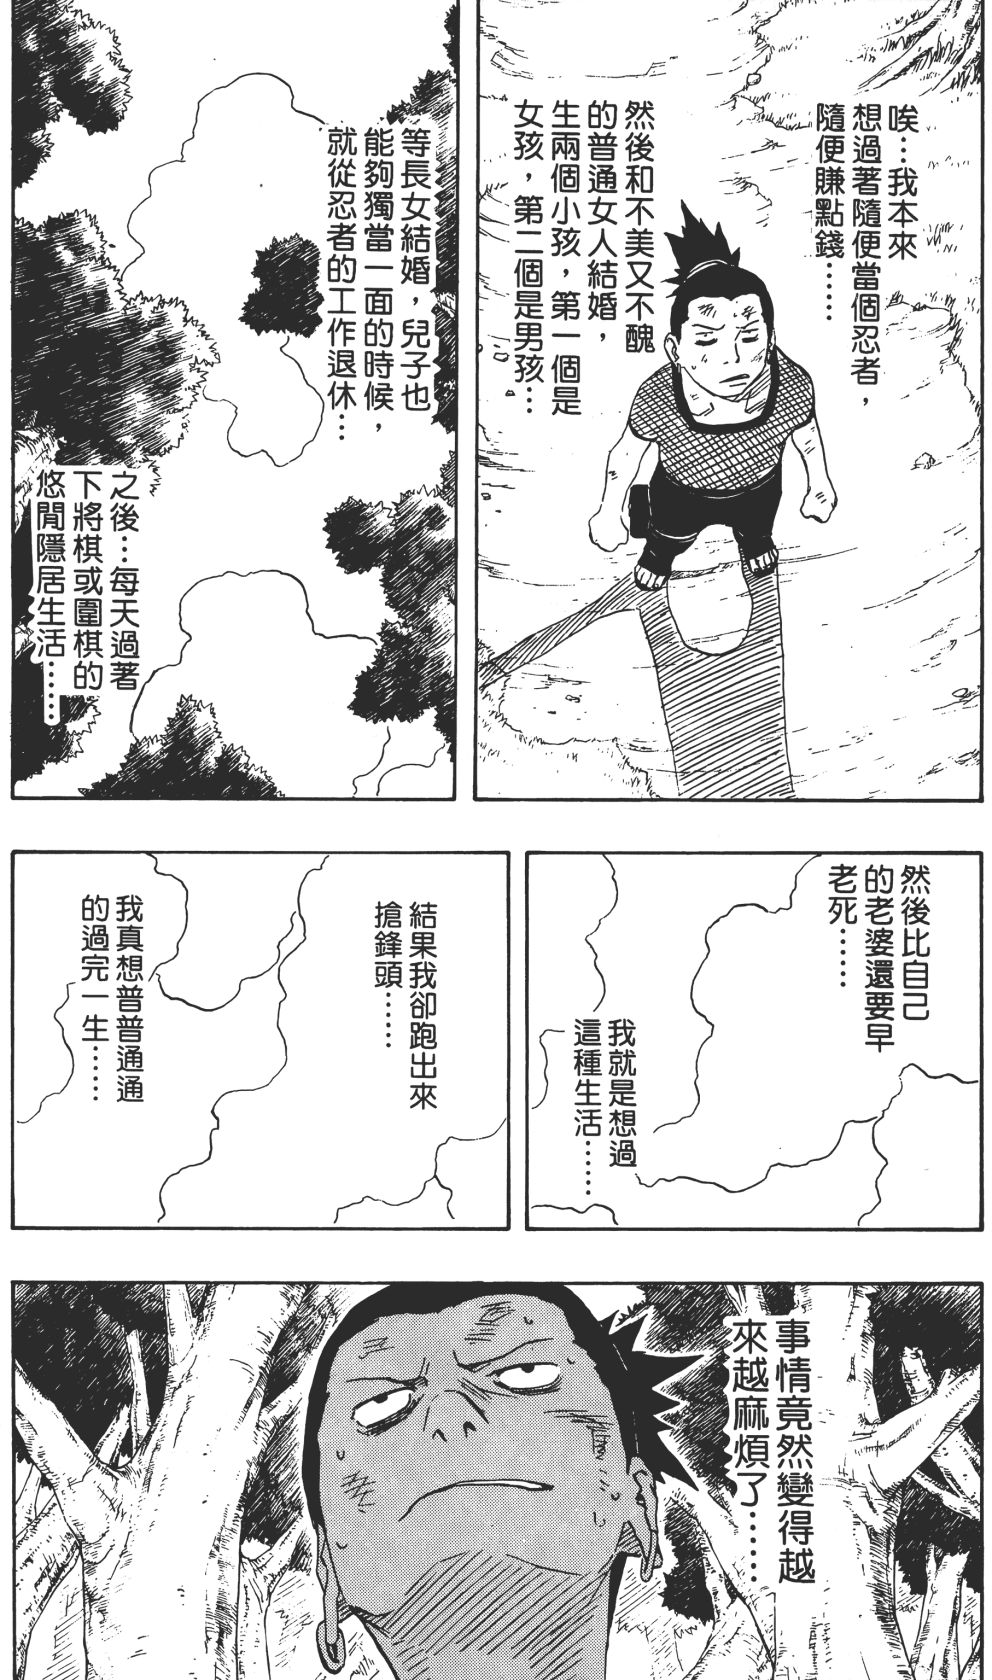 唉…我本來
想過著隨便當個忍者，
隨便賺點錢……
然後和不美又不醜
的普通女人結婚，
生兩個小孩，第一個是
女孩，第二個是男孩…
等長女結婚，兒子也
能夠獨當一面的時候，
就從忍者的工作退休…
之後…每天過著
下將棋或圍棋的
悠閒隱居生活……
然後比自己
的老婆還要早
老死……
我就是想過
這種生活……
結果我卻跑出來
搶鋒頭……
我真想普普通通
的過完一生……
事情竟然變得越
來越麻煩了……